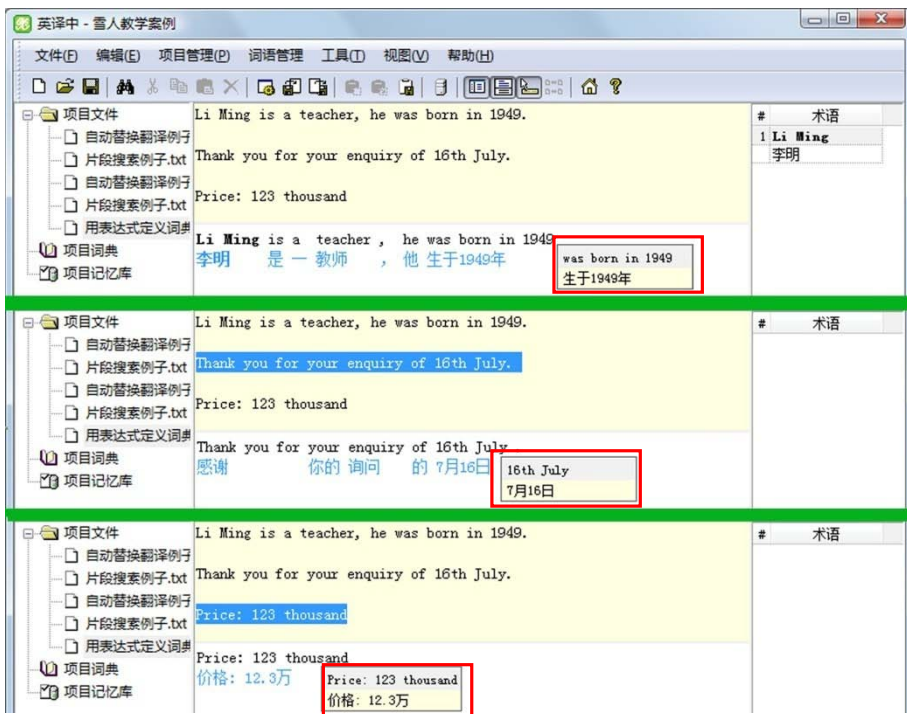 英译中 - 雪人教学案例
文件(F) 编辑(E) 项目管理(P) 词语管理 工具(T) 视图(V) 帮助(H)
项目文件
自动替换翻译例子
片段搜素例子.txt
自动替换翻译例子
片段搜素例子.txt
用表达式定义词典
项目词典
项目记忆库
Li Ming is a teacher, he was born in 1949.
Thank you for your enquiry of 16th July.
Price: 123 thousand
Li Ming is a teacher , he was born in 1949
李明 是 一 教师 , 他 生于1949年
was born in 1949
生于1949年
# 术语
1 Li Ming
李明
项目文件
自动替换翻译例子
片段搜素例子.txt
自动替换翻译例子
片段搜素例子.txt
用表达式定义词典
项目词典
项目记忆库
Li Ming is a teacher, he was born in 1949.
Thank you for your enquiry of 16th July.
Price: 123 thousand
Thank you for your enquiry of 16th July
感谢 你的 询问 的 7月16日
16th July
7月16日
# 术语
项目文件
自动替换翻译例子
片段搜素例子.txt
自动替换翻译例子
片段搜素例子.txt
用表达式定义词典
项目词典
项目记忆库
Li Ming is a teacher, he was born in 1949.
Thank you for your enquiry of 16th July.
Price: 123 thousand
Price: 123 thousand
价格: 12.3万
Price: 123 thousand
价格: 12.3万
# 术语